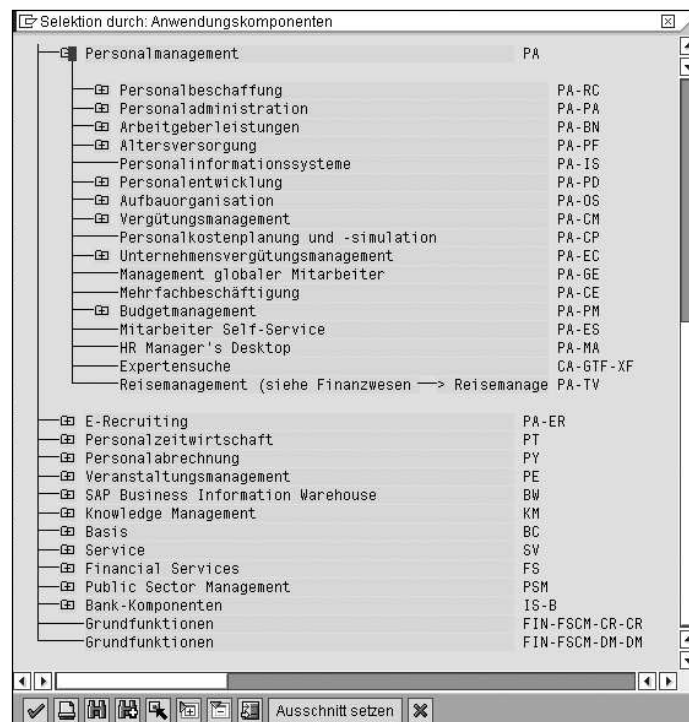 Selektion durch: Anwendungskomponenten
Personalmanagement PA
Personalbeschaffung PA-RC
Personaladministration PA-PA
Arbeitgeberleistungen PA-BN
Altersversorgung PA-PF
Personalinformationssysteme PA-IS
Personalentwicklung PA-PD
Aufbauorganisation PA-OS
Vergütungsmanagement PA-CM
Personalkostenplanung und -simulation PA-CP
Unternehmensvergütungsmanagement PA-EC
Management globaler Mitarbeiter PA-GE
Mehrfachbeschäftigung PA-CE
Budgetmanagement PA-PM
Mitarbeiter Self-Service PA-ES
HR Manager's Desktop PA-MA
Expertensuche CA-GTF-XF
Reisemanagement (siehe Finanzwesen —> Reisemanage PA-TV
E-Recruiting PA-ER
Personalzeitwirtschaft PT
Personalabrechnung PY
Veranstaltungsmanagement PE
SAP Business Information Warehouse BW
Knowledge Management KM
Basis BC
Service SV
Financial Services FS
Public Sector Management PSM
Bank-Komponenten IS-B
Grundfunktionen FIN-FSCM-CR-CR
Grundfunktionen FIN-FSCM-DM-DM
Ausschnitt setzen